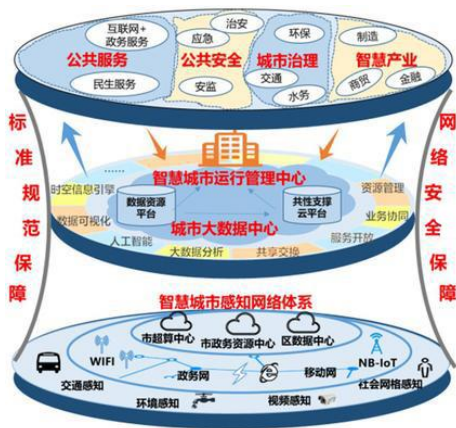 互联网+
政务服务
民生服务
公共服务
应急
治安
公共安全
安监
环保
城市治理
交通
水务
制造
智慧产业
商贸
金融
标准规范保障
网络安全保障
......
智慧城市运行管理中心
时空信息引擎
数据资源
平台
共性支撑
云平台
资源管理
数据可视化
城市大数据中心
业务协同
人工智能
大数据分析
共享交换
服务开放
智慧城市感知网络体系
市超算中心
市政务资源中心
区数据中心
WIFI
政务网
移动网
NB-IoT
交通感知
社会网格感知
环境感知
视频感知